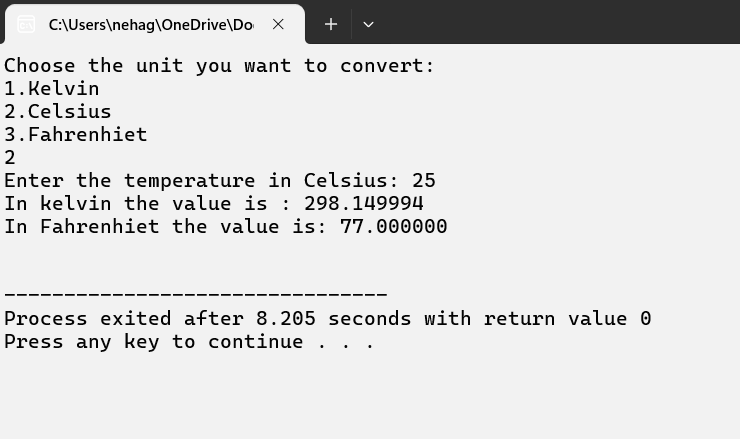 C:\Users\nehag\OneDrive\Do
Choose the unit you want to convert:
1.Kelvin
2.Celsius
3.Fahrenhiet
2
Enter the temperature in Celsius: 25
In kelvin the value is : 298.149994
In Fahrenhiet the value is: 77.000000
--------------------------------
Process exited after 8.205 seconds with return value 0
Press any key to continue . . .